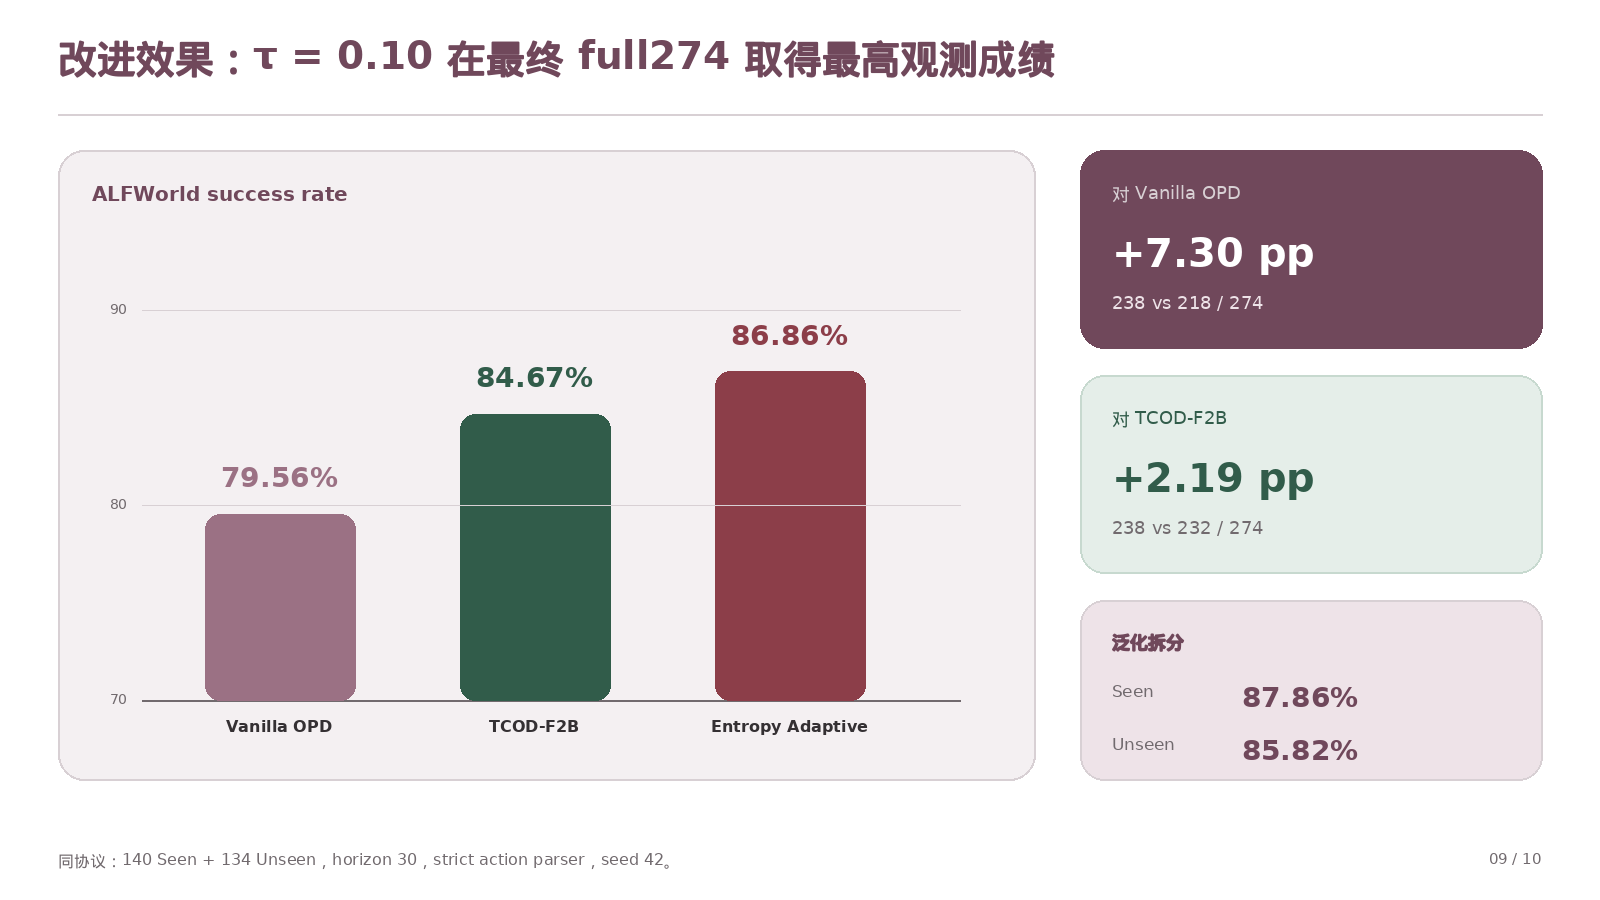 改进效果：τ = 0.10 在最终 full274 取得最高观测成绩
ALFWorld success rate
90
80
70
79.56%
84.67%
86.86%
Vanilla OPD
TCOD-F2B
Entropy Adaptive
对 Vanilla OPD
+7.30 pp
238 vs 218 / 274
对 TCOD-F2B
+2.19 pp
238 vs 232 / 274
泛化拆分
Seen 87.86%
Unseen 85.82%
同协议：140 Seen + 134 Unseen，horizon 30，strict action parser，seed 42。
09 / 10